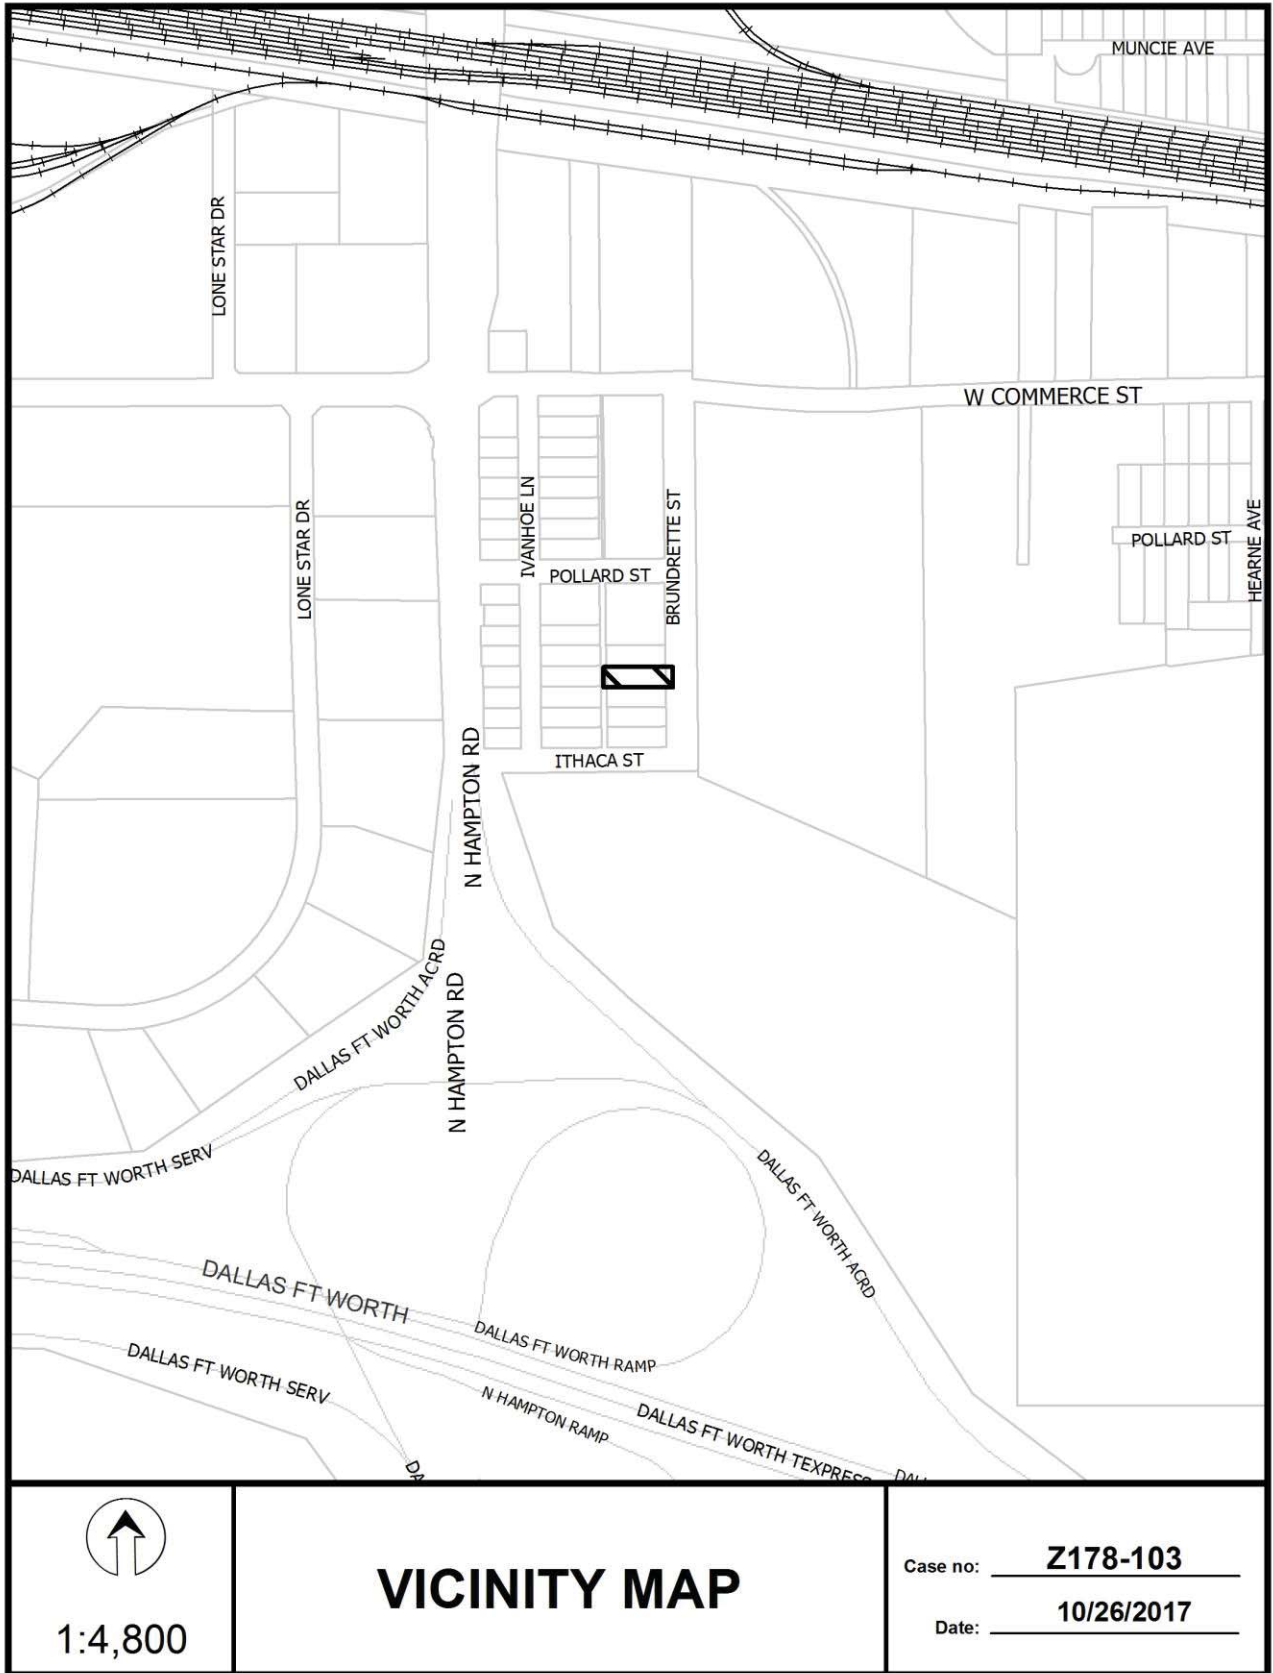 MUNCIE AVE
LONE STAR DR
W COMMERCE ST
LONE STAR DR
IVANHOE LN
BRUNDRETTE ST
POLLARD ST
POLLARD ST
HEARNE AVE
ITHACA ST
N HAMPTON RD
DALLAS FT WORTH ACRD
N HAMPTON RD
DALLAS FT WORTH SERV
DALLAS FT WORTH ACRD
DALLAS FT WORTH
DALLAS FT WORTH RAMP
DALLAS FT WORTH SERV
N HAMPTON RAMP
DALLAS FT WORTH TEXPRESS
DA
DAL
1:4,800
VICINITY MAP
Case no: Z178-103
Date: 10/26/2017